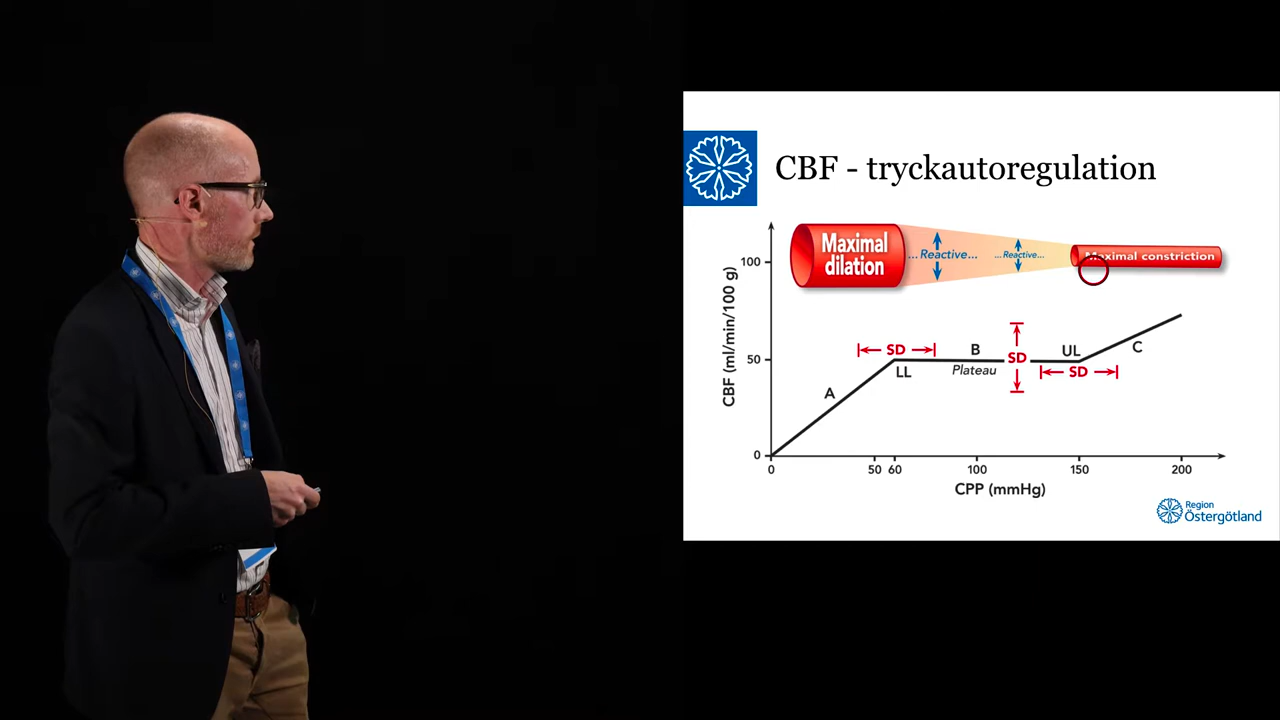 CBF - tryckautoregulation
Maximal
dilation
...Reactive...
...Reactive...
Maximal constriction
CBF (ml/min/100 g)
100
50
0
SD
LL
B
Plateau
SD
UL
SD
C
A
0
50
60
100
150
200
CPP (mmHg)
Region
Östergötland